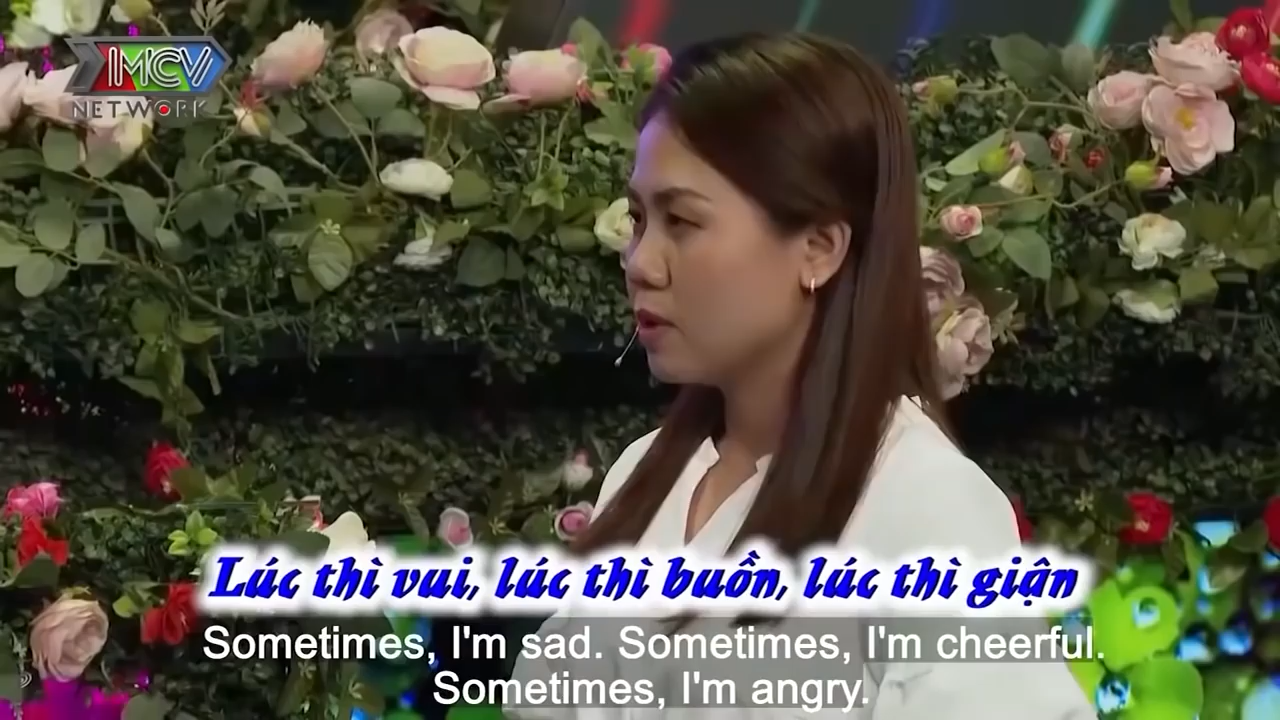 MCV
NETWORK
Lúc thì vui, lúc thì buồn, lúc thì giận
Sometimes, I'm sad. Sometimes, I'm cheerful.
Sometimes, I'm angry.